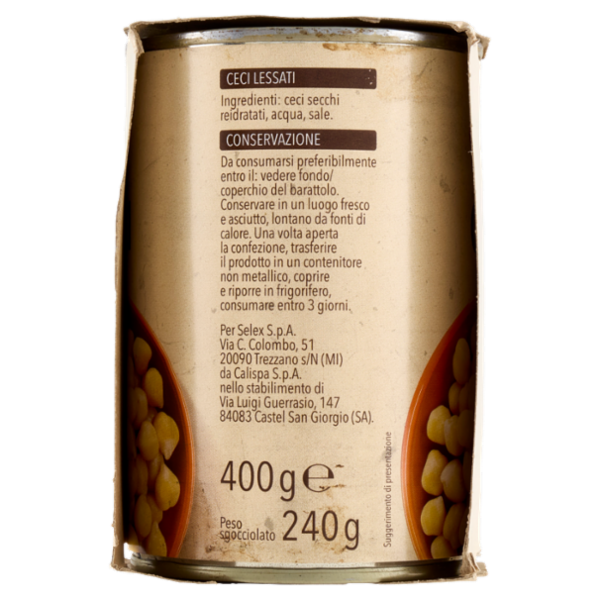 CECI LESSATI
Ingredienti: ceci secchi
reidratati, acqua, sale.
CONSERVAZIONE
Da consumarsi preferibilmente
entro il: vedere fondo/
coperchio del barattolo.
Conservare in un luogo fresco
e asciutto, lontano da fonti di
calore. Una volta aperta
la confezione, trasferire
il prodotto in un contenitore
non metallico, coprire
e riporre in frigorifero,
consumare entro 3 giorni.
Per Selex S.p.A.
Via C. Colombo, 51
20090 Trezzano s/N (MI)
da Calispa S.p.A.
nello stabilimento di
Via Luigi Guerrasio, 147
84083 Castel San Giorgio (SA).
400 g ℮
Peso
sgocciolato 240 g
Suggerimento di presentazione